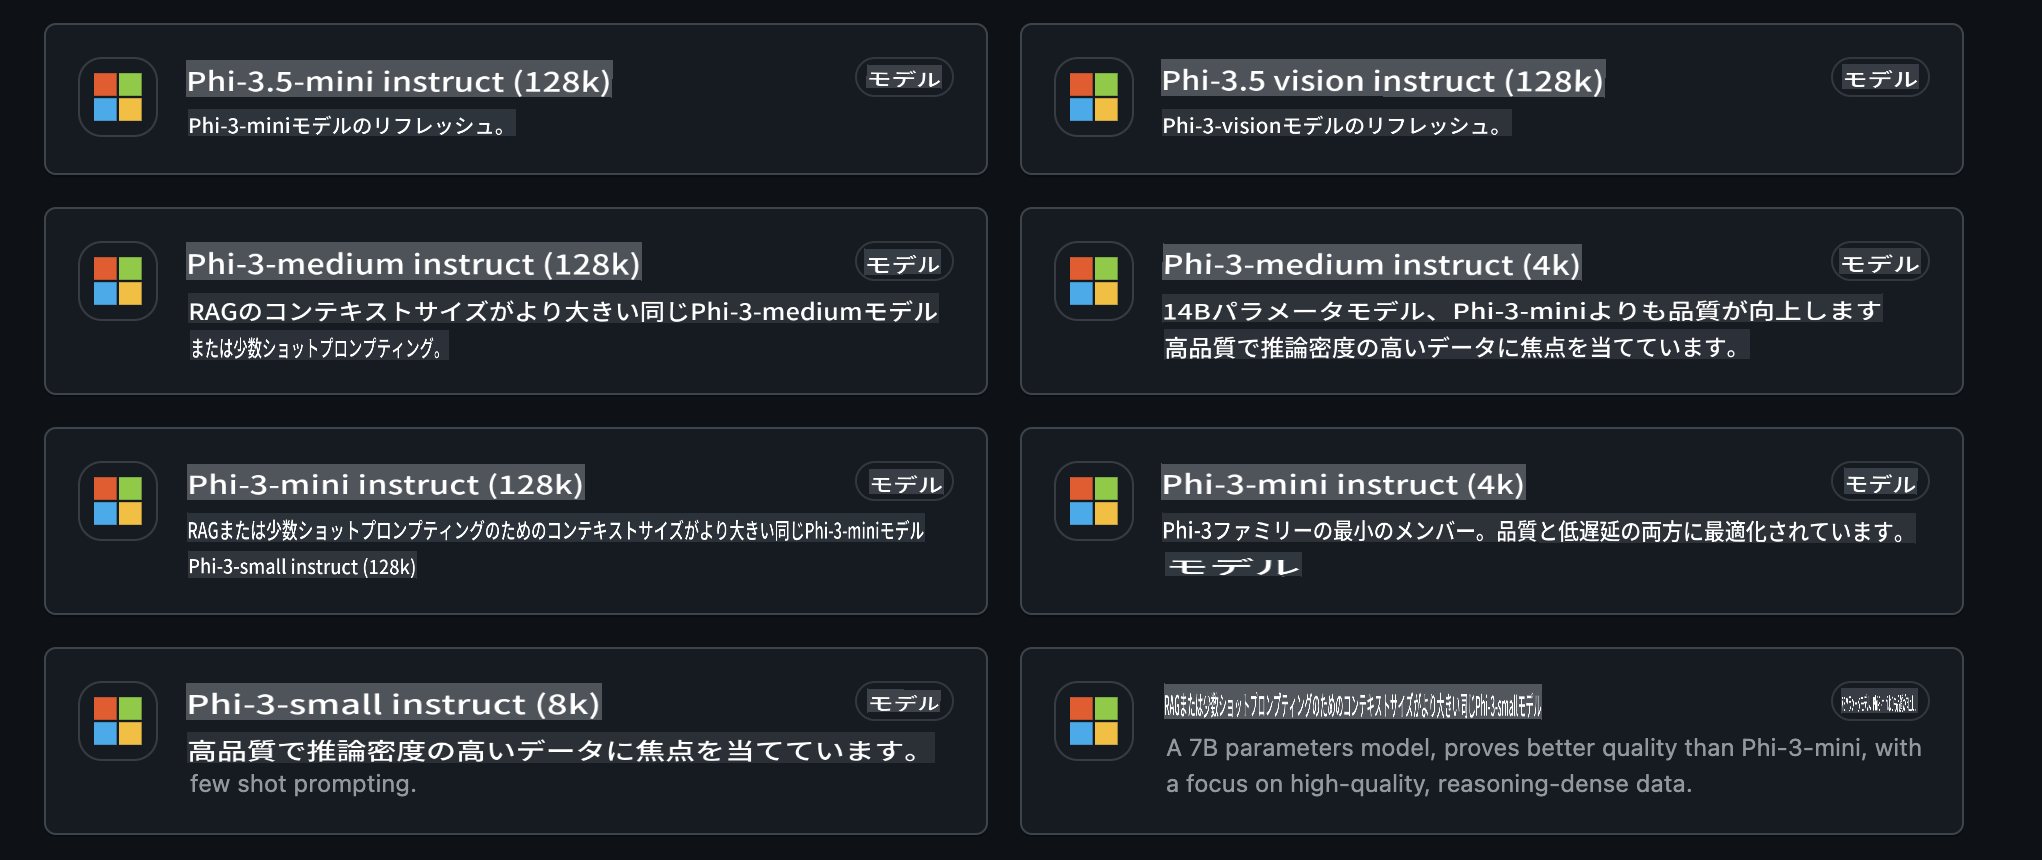 Phi-3.5-mini instruct (128k)
モデル
Phi-3-miniモデルのリフレッシュ。
Phi-3.5 vision instruct (128k)
モデル
Phi-3-visionモデルのリフレッシュ。
Phi-3-medium instruct (128k)
モデル
RAGのコンテキストサイズがより大きい同じPhi-3-mediumモデル
または少数ショットプロンプティング。
Phi-3-medium instruct (4k)
モデル
14Bパラメータモデル、Phi-3-miniよりも品質が向上します
高品質で推論密度の高いデータに焦点を当てています。
Phi-3-mini instruct (128k)
モデル
RAGまたは少数ショットプロンプティングのためのコンテキストサイズがより大きい同じPhi-3-miniモデル
Phi-3-small instruct (128k)
Phi-3-mini instruct (4k)
モデル
Phi-3ファミリーの最小のメンバー。品質と低遅延の両方に最適化されています。
モデル
Phi-3-small instruct (8k)
モデル
高品質で推論密度の高いデータに焦点を当てています。
few shot prompting.
RAGまたは少数ショットプロンプティングのためのコンテキストサイズがより大きい同じPhi-3-smallモデル
A 7B parameters model, proves better quality than Phi-3-mini, with
a focus on high-quality, reasoning-dense data.